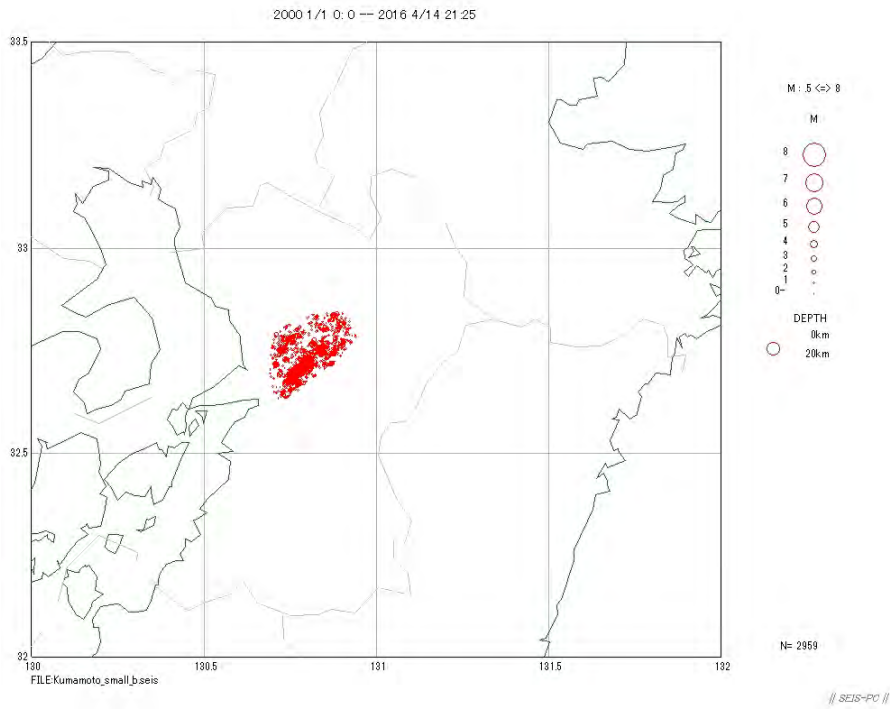 2000 1/1 0: 0 -- 2016 4/14 21:25
33.5
M : .5 <=> 8
M
8
7
6
5
4
3
2
1
0-
33
DEPTH
0km
20km
32.5
N= 2959
32
130
130.5
131
131.5
132
FILE:Kumamoto_small_b.seis
// SEIS-PC //